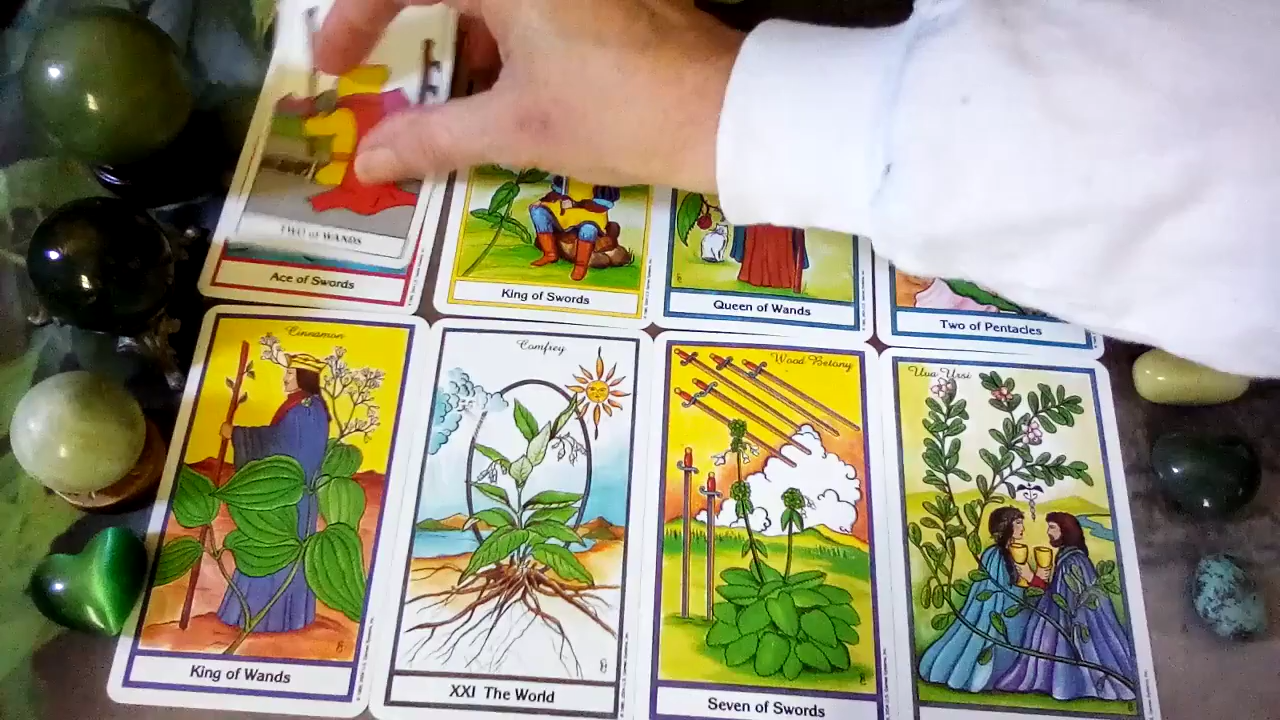 TWO of WANDS
Ace of Swords
King of Swords
Queen of Wands
Two of Pentacles
Cinnamon
Comfrey
Wood Betony
Uva Ursi
King of Wands
XXI The World
Seven of Swords